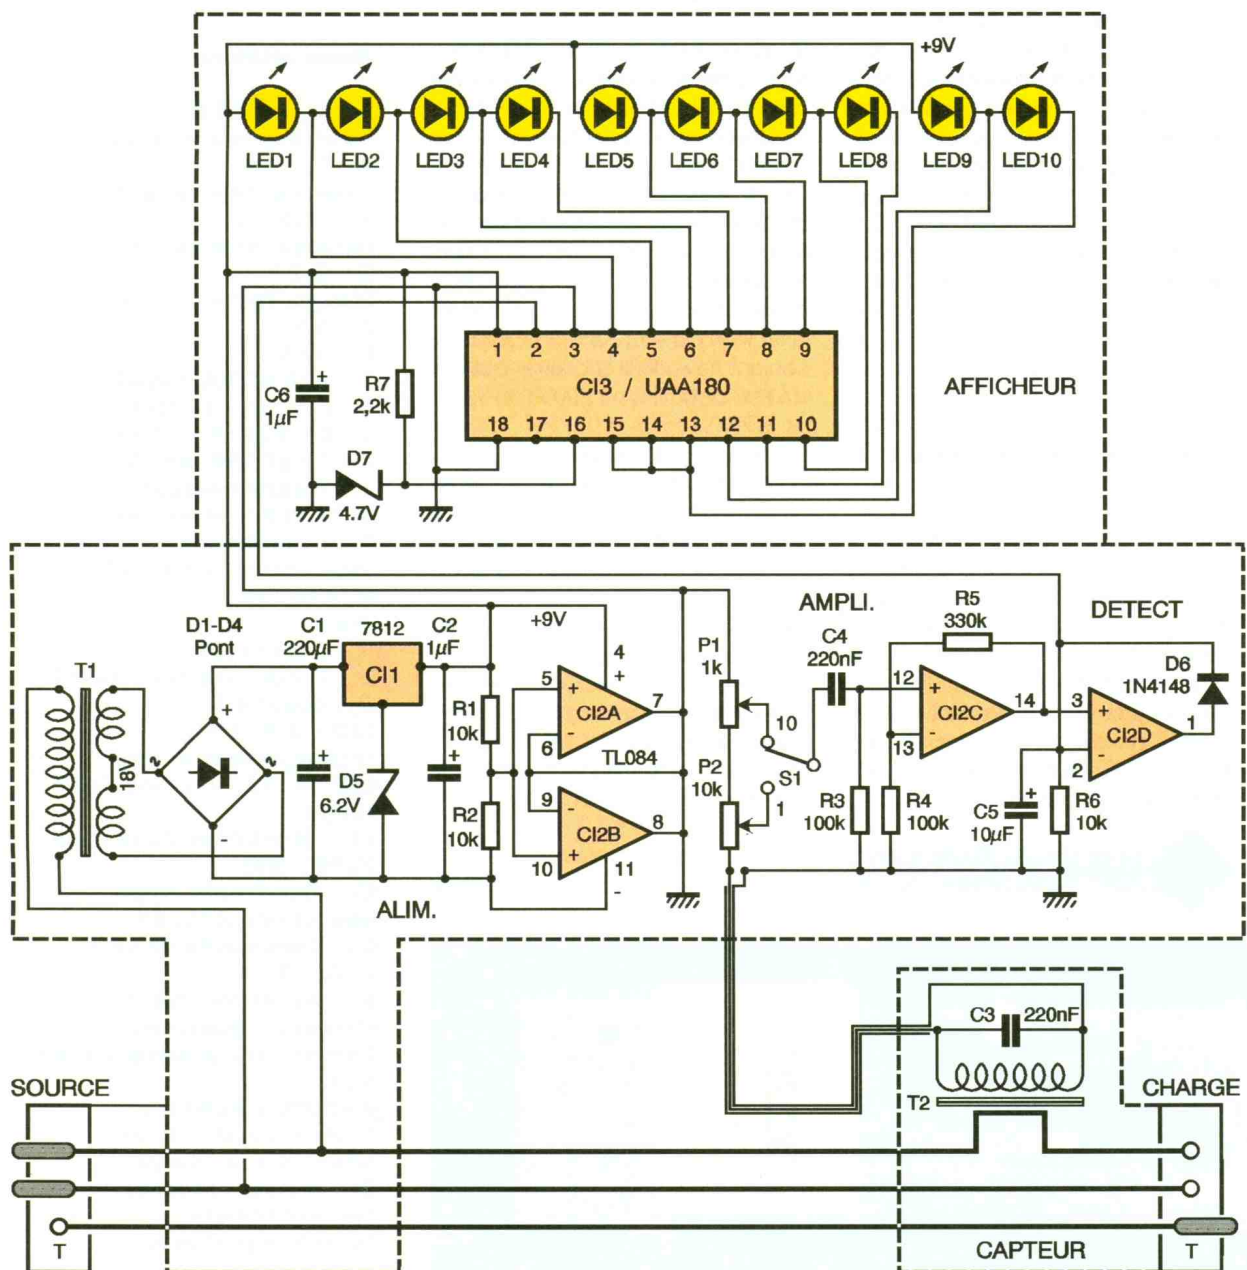 +9V
LED1 LED2 LED3 LED4 LED5 LED6 LED7 LED8 LED9 LED10
1 2 3 4 5 6 7 8 9
CI3 / UAA180
18 17 16 15 14 13 12 11 10
AFFICHEUR
+
C6
1µF
R7
2,2k
D7
4.7V
D1-D4
Pont
C1
220µF
7812
CI1
C2
1µF
+9V
T1
18V
+
~
~
+
D5
6.2V
+
R1
10k
R2
10k
ALIM.
4
+
5
+
CI2A
7
6
-
TL084
9
-
CI2B
8
10
+
11
-
P1
1k
P2
10k
10
S1
1
AMPLI.
C4
220nF
R5
330k
12
+
CI2C
14
13
-
R3
100k
R4
100k
DETECT
D6
1N4148
3
+
CI2D
1
-
2
C5
10µF
+
R6
10k
C3
220nF
T2
SOURCE
CHARGE
T
CAPTEUR
T